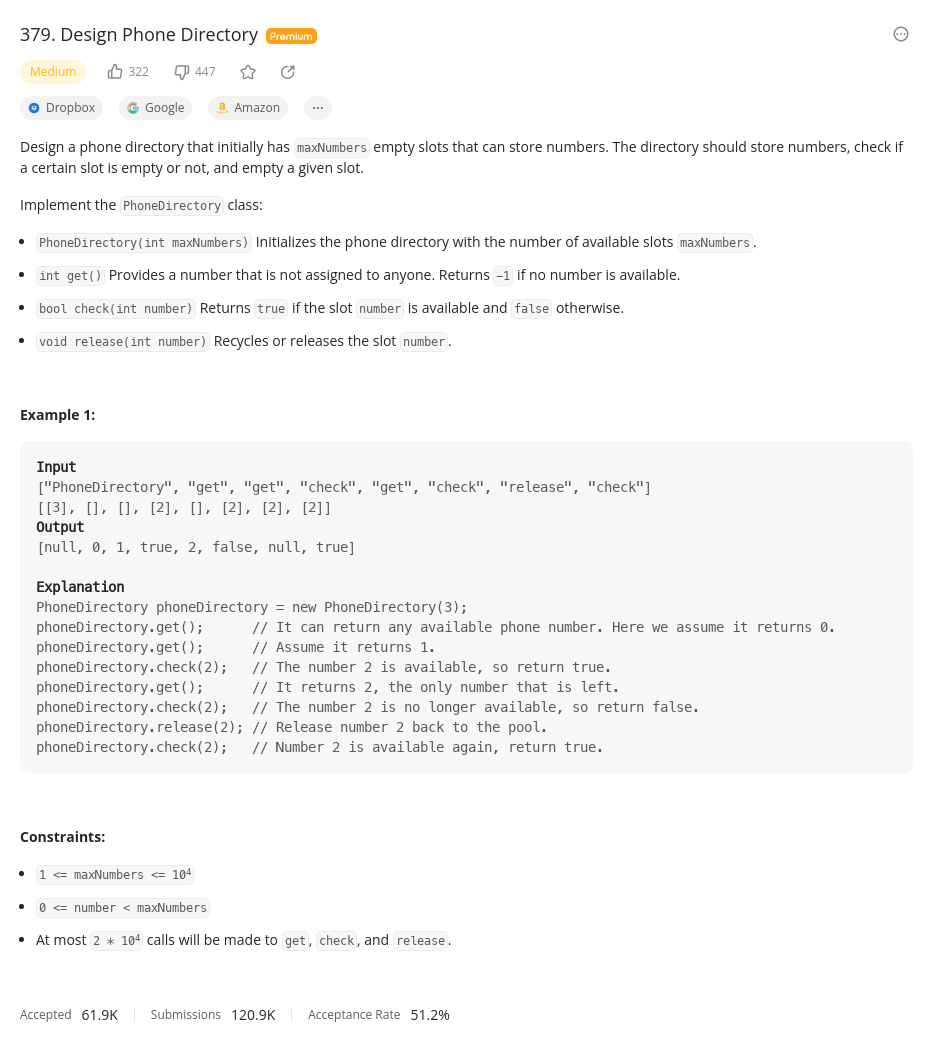 379. Design Phone Directory Premium
Medium 322 447
Dropbox Google Amazon ...
Design a phone directory that initially has maxNumbers empty slots that can store numbers. The directory should store numbers, check if
a certain slot is empty or not, and empty a given slot.
Implement the PhoneDirectory class:
• PhoneDirectory(int maxNumbers) Initializes the phone directory with the number of available slots maxNumbers.
• int get() Provides a number that is not assigned to anyone. Returns −1 if no number is available.
• bool check(int number) Returns true if the slot number is available and false otherwise.
• void release(int number) Recycles or releases the slot number.
Example 1:
Input
["PhoneDirectory", "get", "get", "check", "get", "check", "release", "check"]
[[3], [], [], [2], [], [2], [2], [2]]
Output
[null, 0, 1, true, 2, false, null, true]
Explanation
PhoneDirectory phoneDirectory = new PhoneDirectory(3);
phoneDirectory.get();      // It can return any available phone number. Here we assume it returns 0.
phoneDirectory.get();      // Assume it returns 1.
phoneDirectory.check(2);   // The number 2 is available, so return true.
phoneDirectory.get();      // It returns 2, the only number that is left.
phoneDirectory.check(2);   // The number 2 is no longer available, so return false.
phoneDirectory.release(2); // Release number 2 back to the pool.
phoneDirectory.check(2);   // Number 2 is available again, return true.
Constraints:
• 1 <= maxNumbers <= 10⁴
• 0 <= number < maxNumbers
• At most 2 * 10⁴ calls will be made to get, check, and release.
Accepted 61.9K Submissions 120.9K Acceptance Rate 51.2%